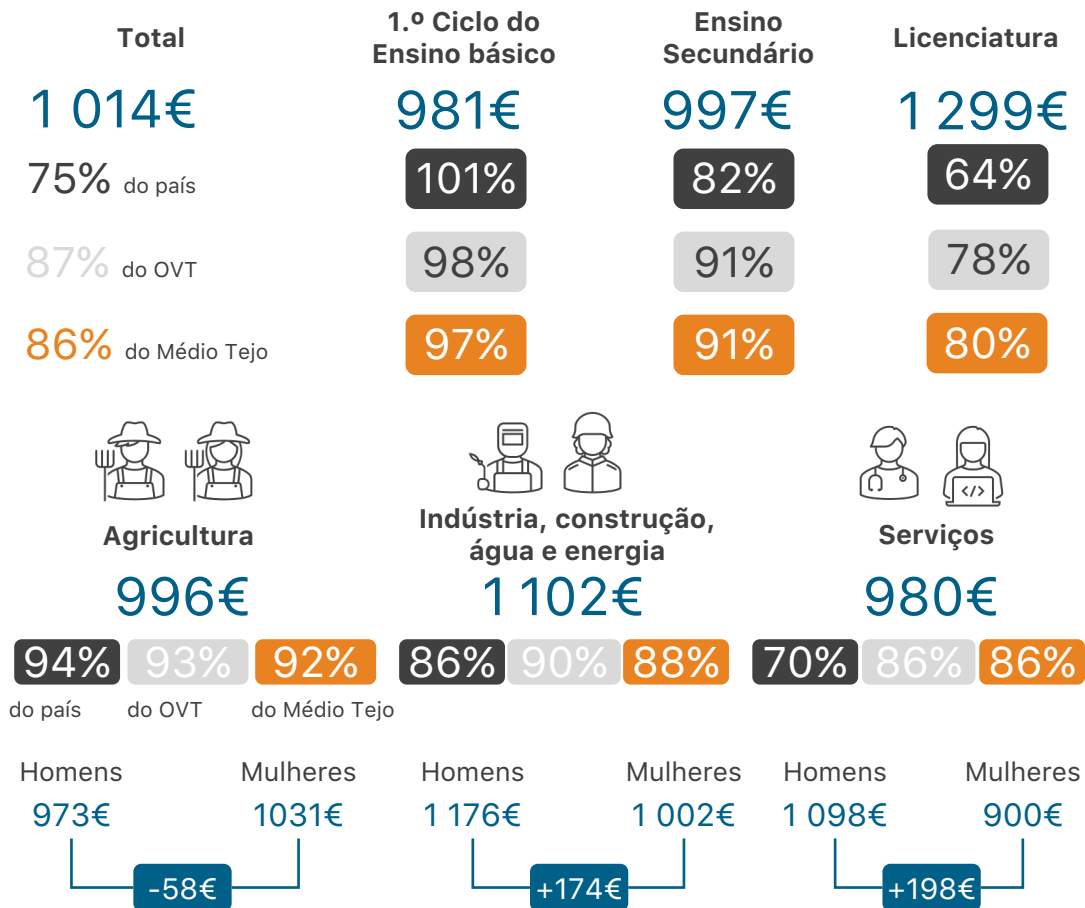 Total
1.º Ciclo do
Ensino básico
Ensino
Secundário
Licenciatura
1 014€
981€
997€
1 299€
75% do país
101%
82%
64%
87% do OVT
98%
91%
78%
86% do Médio Tejo
97%
91%
80%
</>
Agricultura
Indústria, construção,
água e energia
Serviços
996€
1 102€
980€
94% 93% 92%
86% 90% 88%
70% 86% 86%
do país do OVT do Médio Tejo
Homens Mulheres
Homens Mulheres
Homens Mulheres
973€ 1031€
1 176€ 1 002€
1 098€ 900€
-58€
+174€
+198€